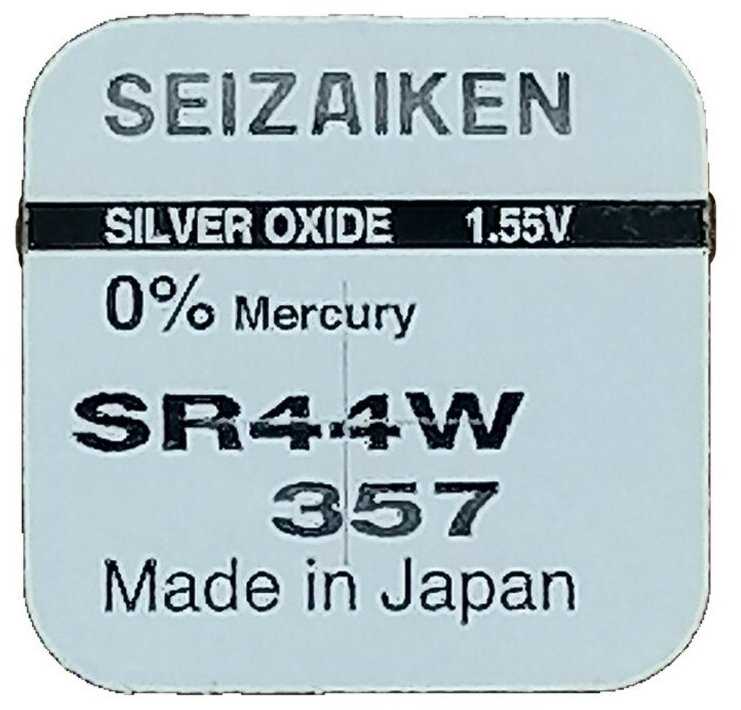 SEIZAIKEN
SILVER OXIDE 1.55V
0% Mercury
SR44W
357
Made in Japan